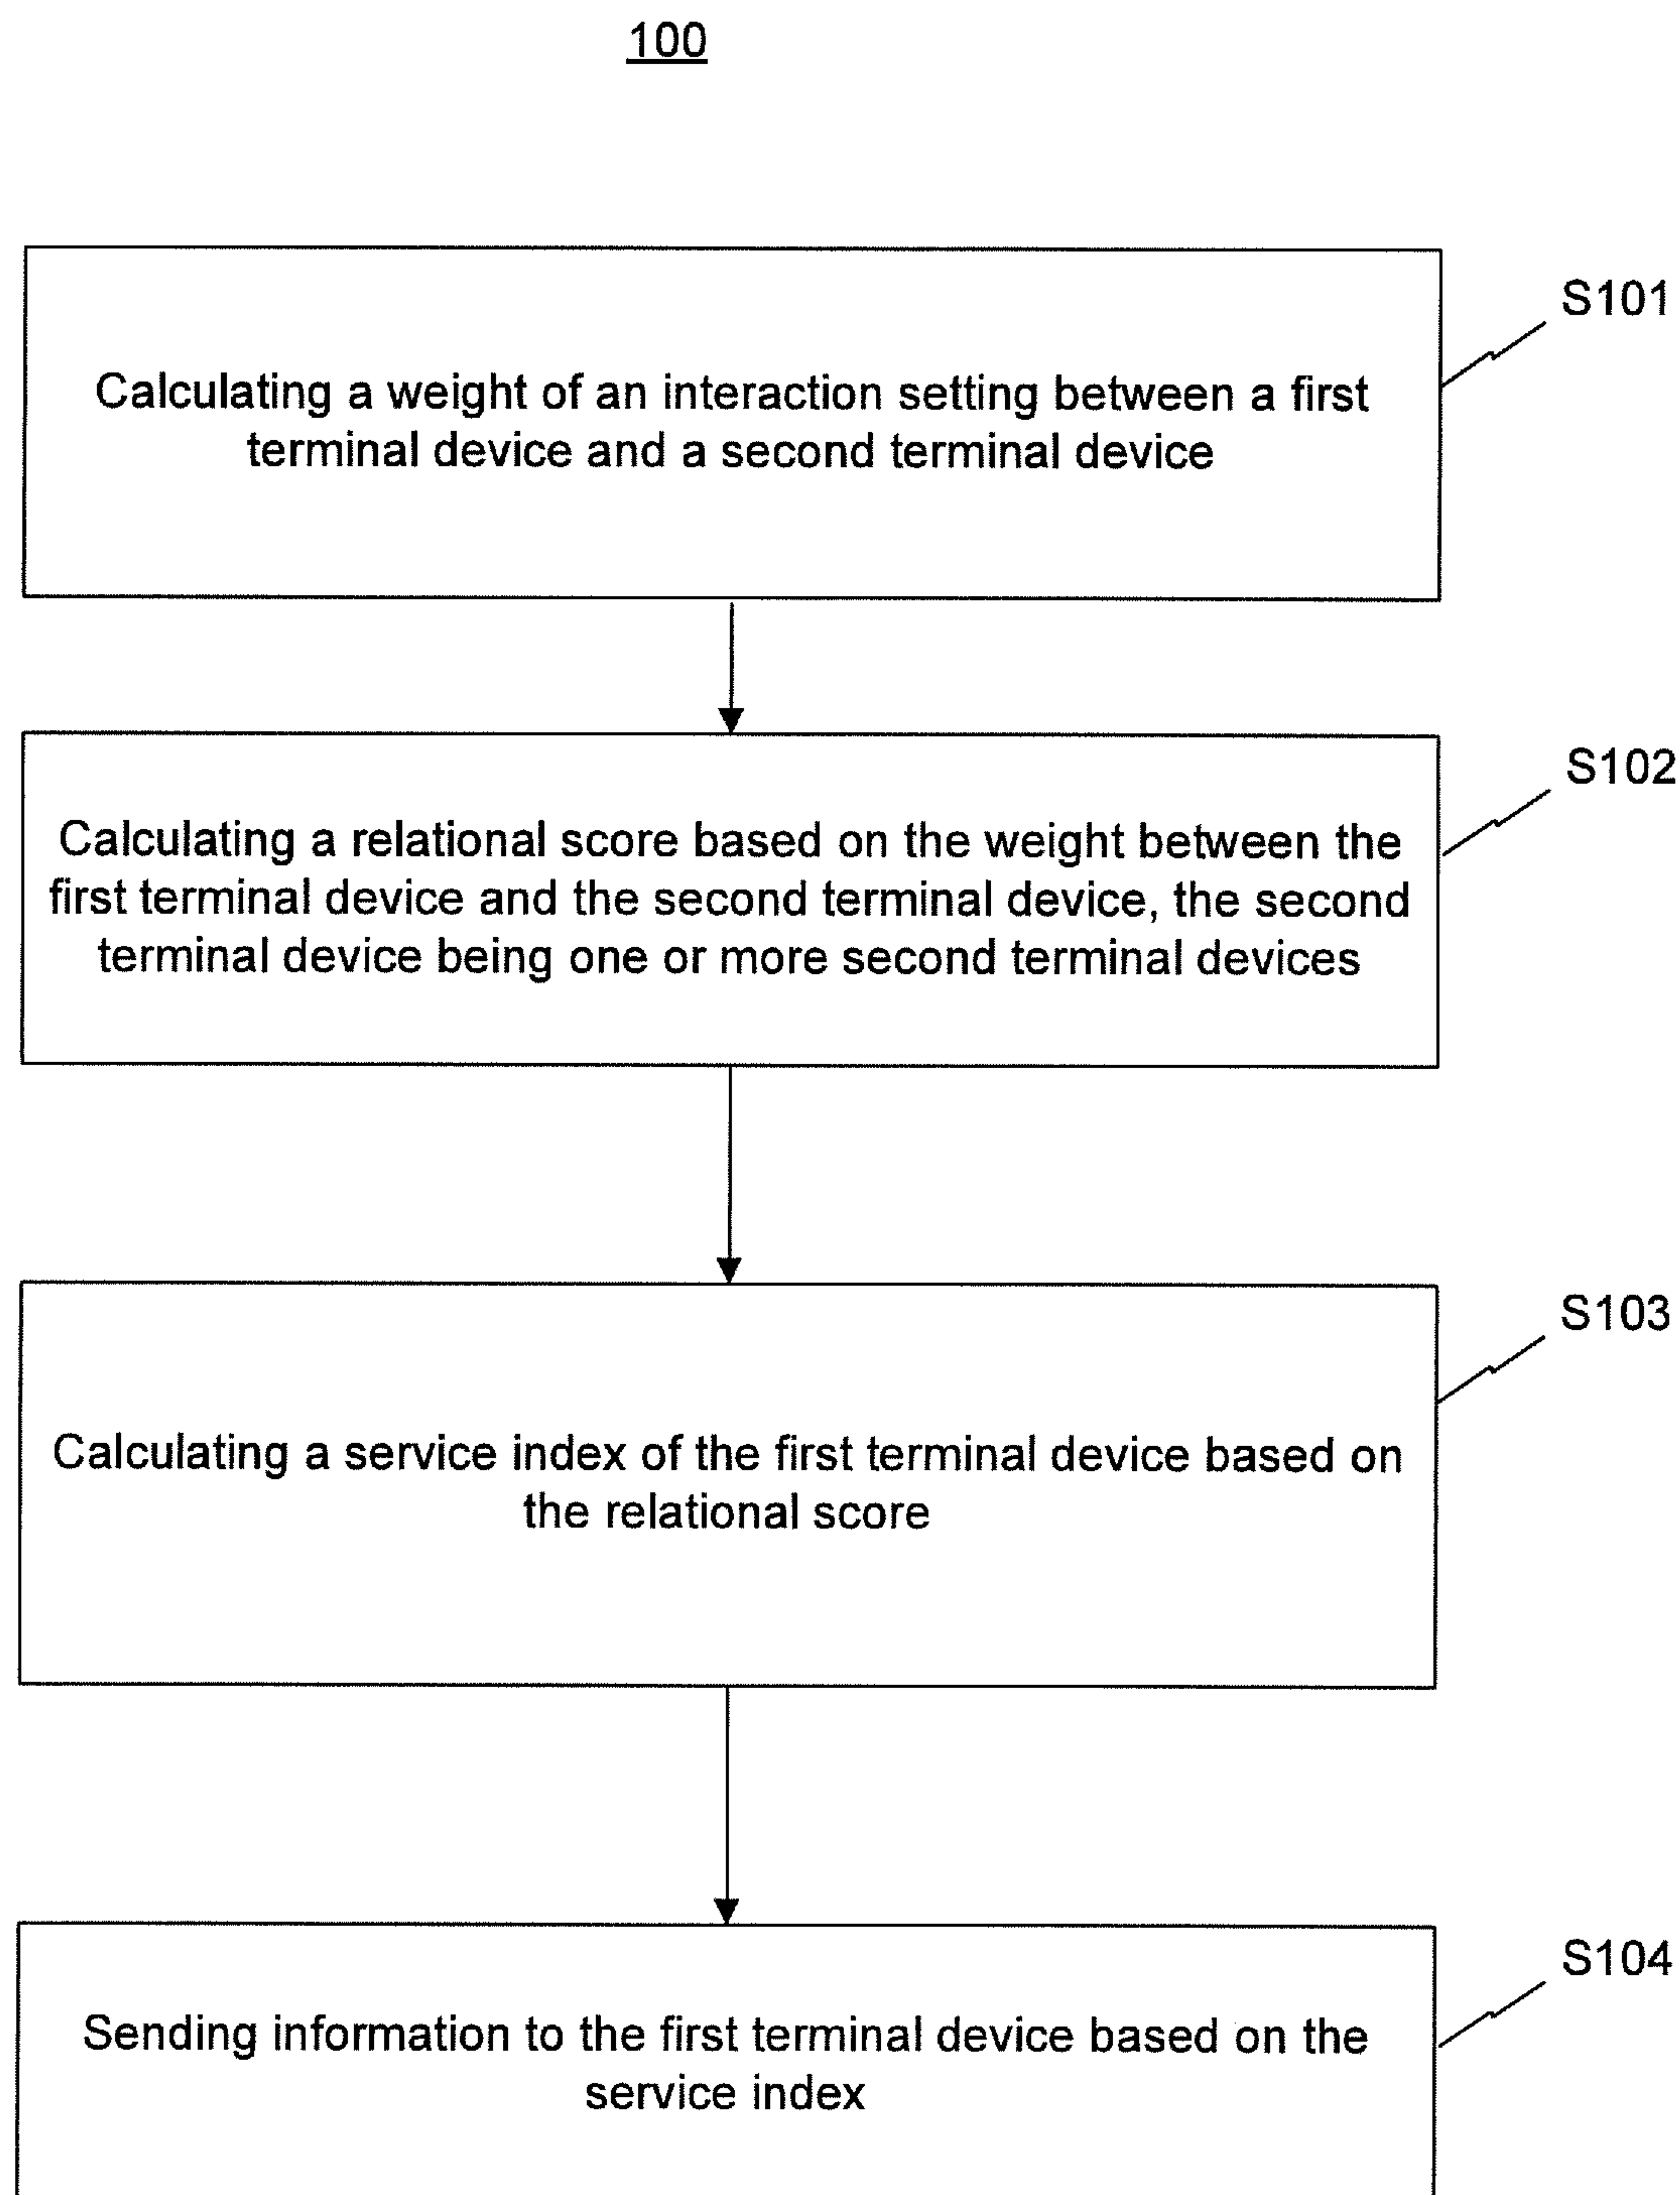 100
S101
Calculating a weight of an interaction setting between a first
terminal device and a second terminal device
S102
Calculating a relational score based on the weight between the
first terminal device and the second terminal device, the second
terminal device being one or more second terminal devices
S103
Calculating a service index of the first terminal device based on
the relational score
S104
Sending information to the first terminal device based on the
service index